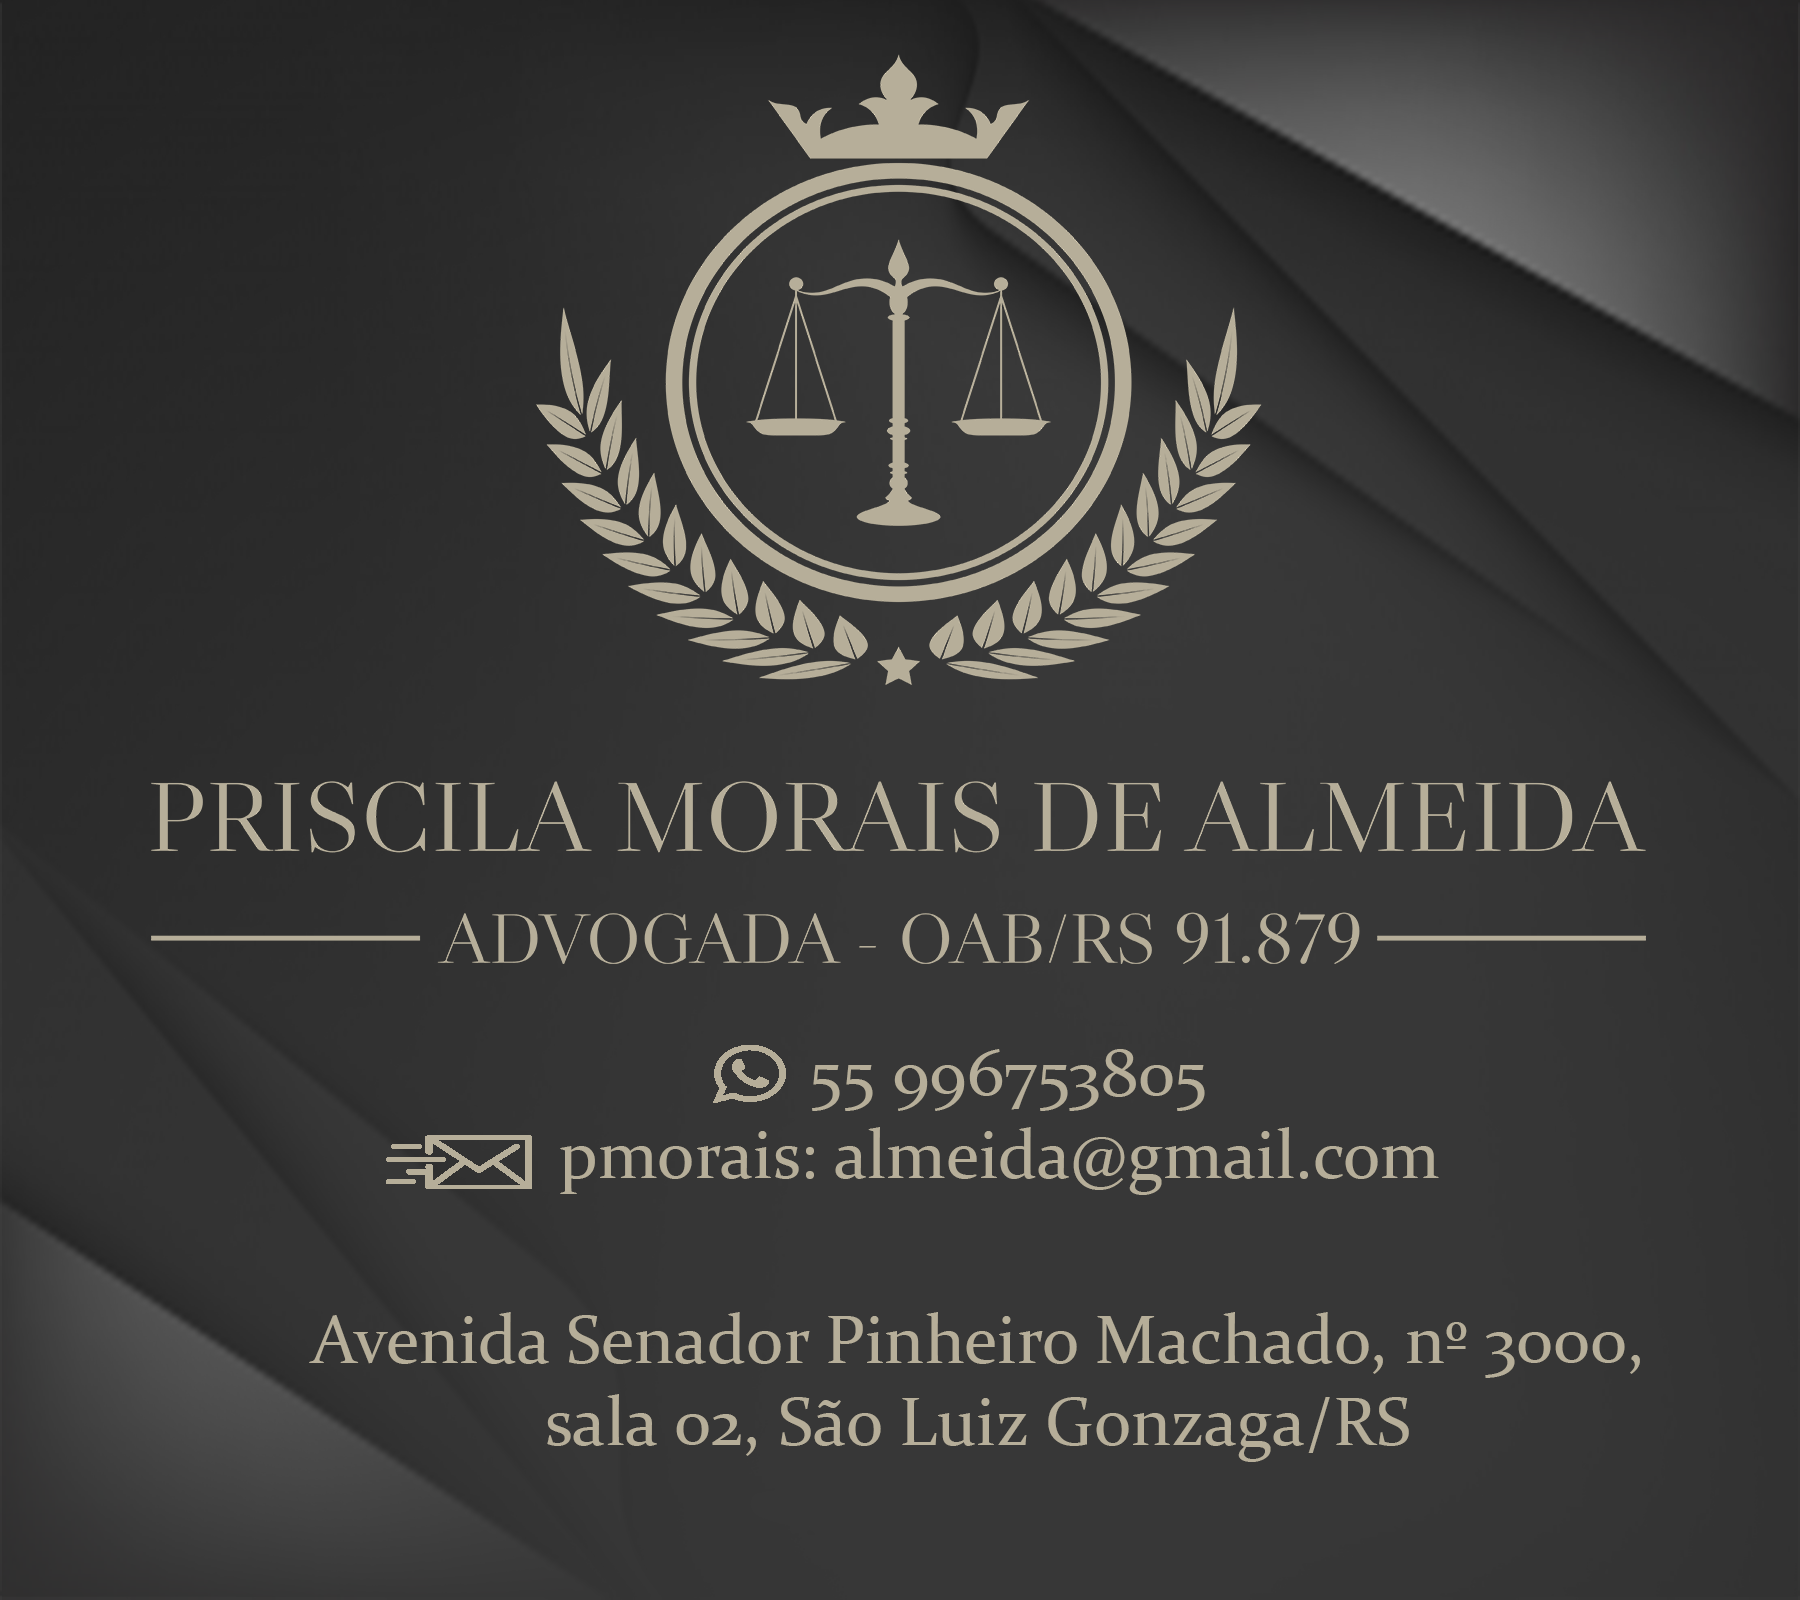 PRISCILA MORAIS DE ALMEIDA
ADVOGADA - OAB/RS 91.879
55 996753805
pmorais: almeida@gmail.com
Avenida Senador Pinheiro Machado, nº 3000,
sala 02, São Luiz Gonzaga/RS